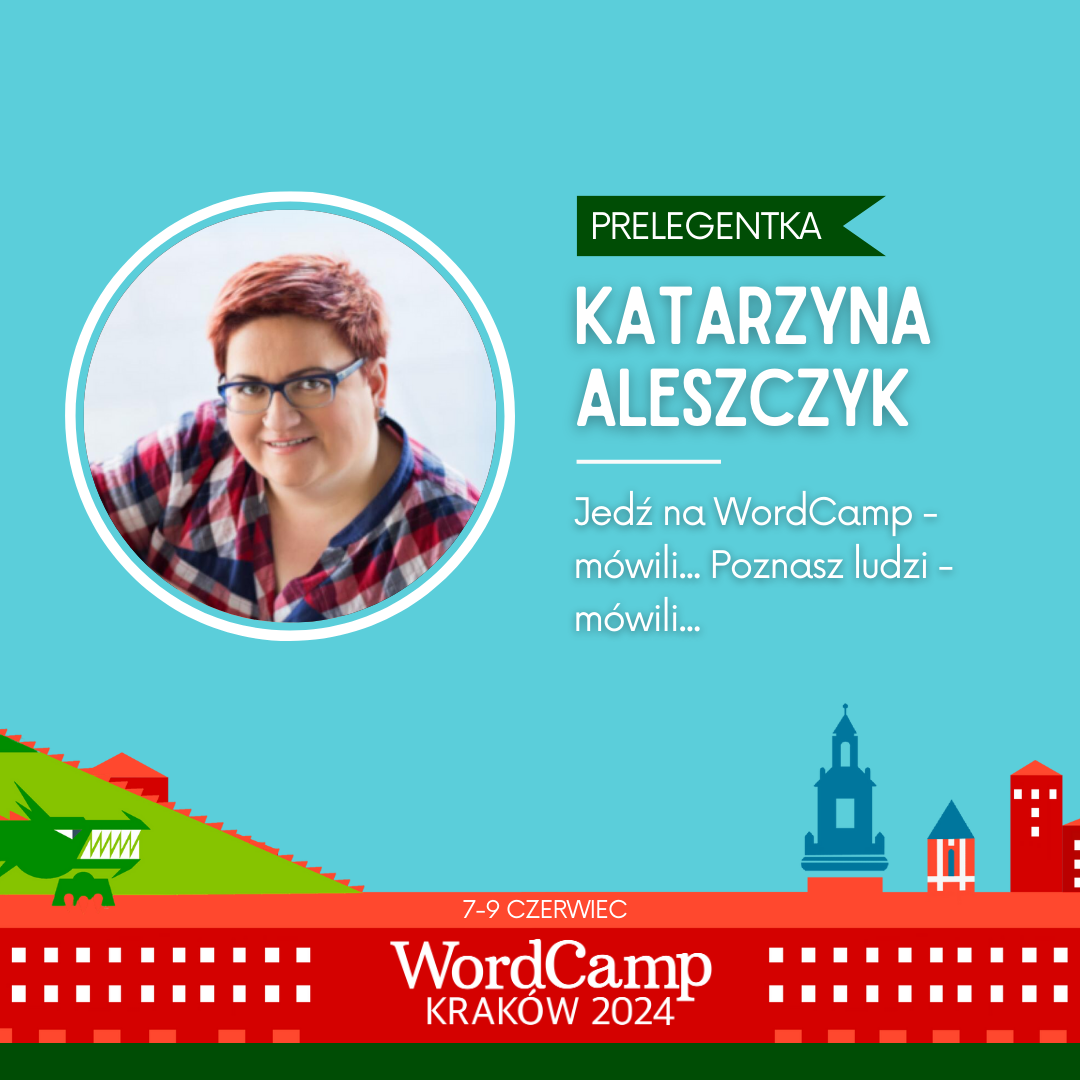 PRELEGENTKA
KATARZYNA
ALESZCZYK
Jedź na WordCamp -
mówili... Poznasz ludzi -
mówili...
7-9 CZERWIEC
WordCamp
KRAKÓW 2024